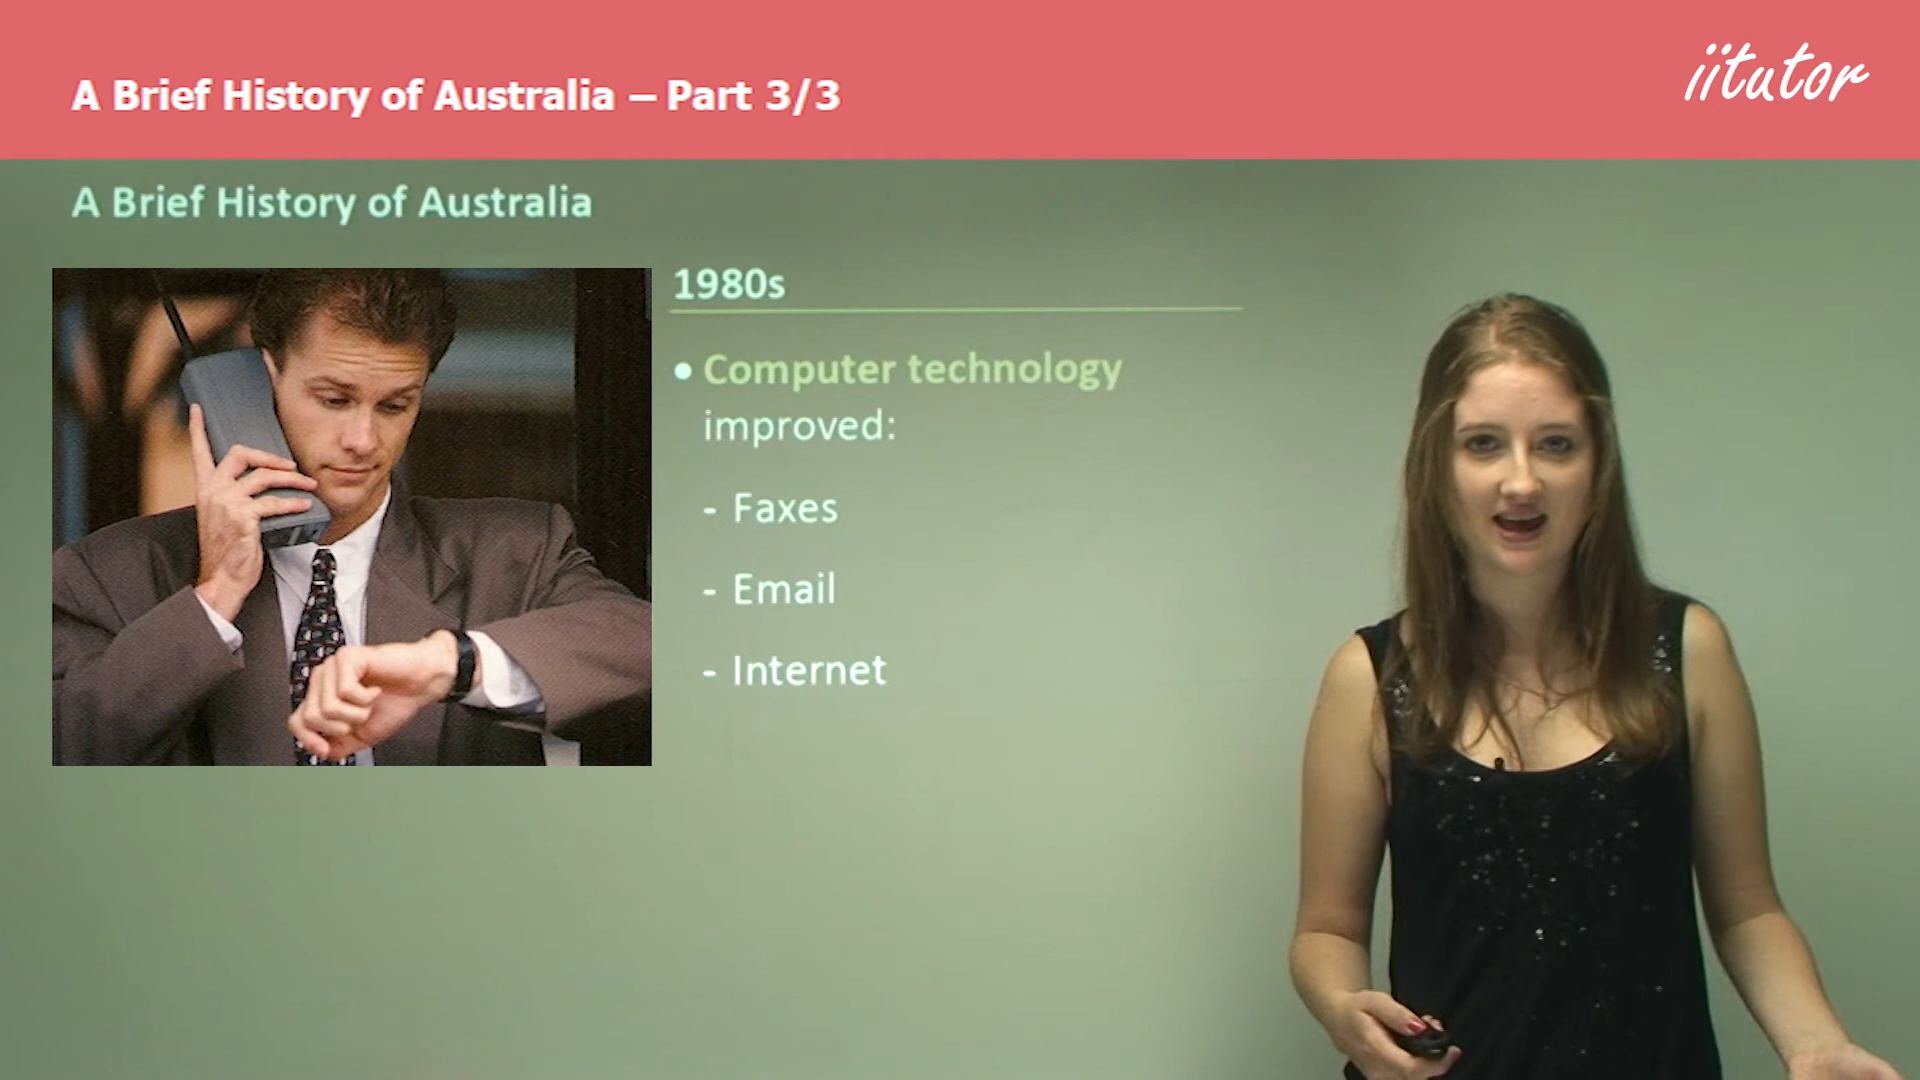 A Brief History of Australia – Part 3/3
iitutor
A Brief History of Australia
1980s
• Computer technology
improved:
- Faxes
- Email
- Internet